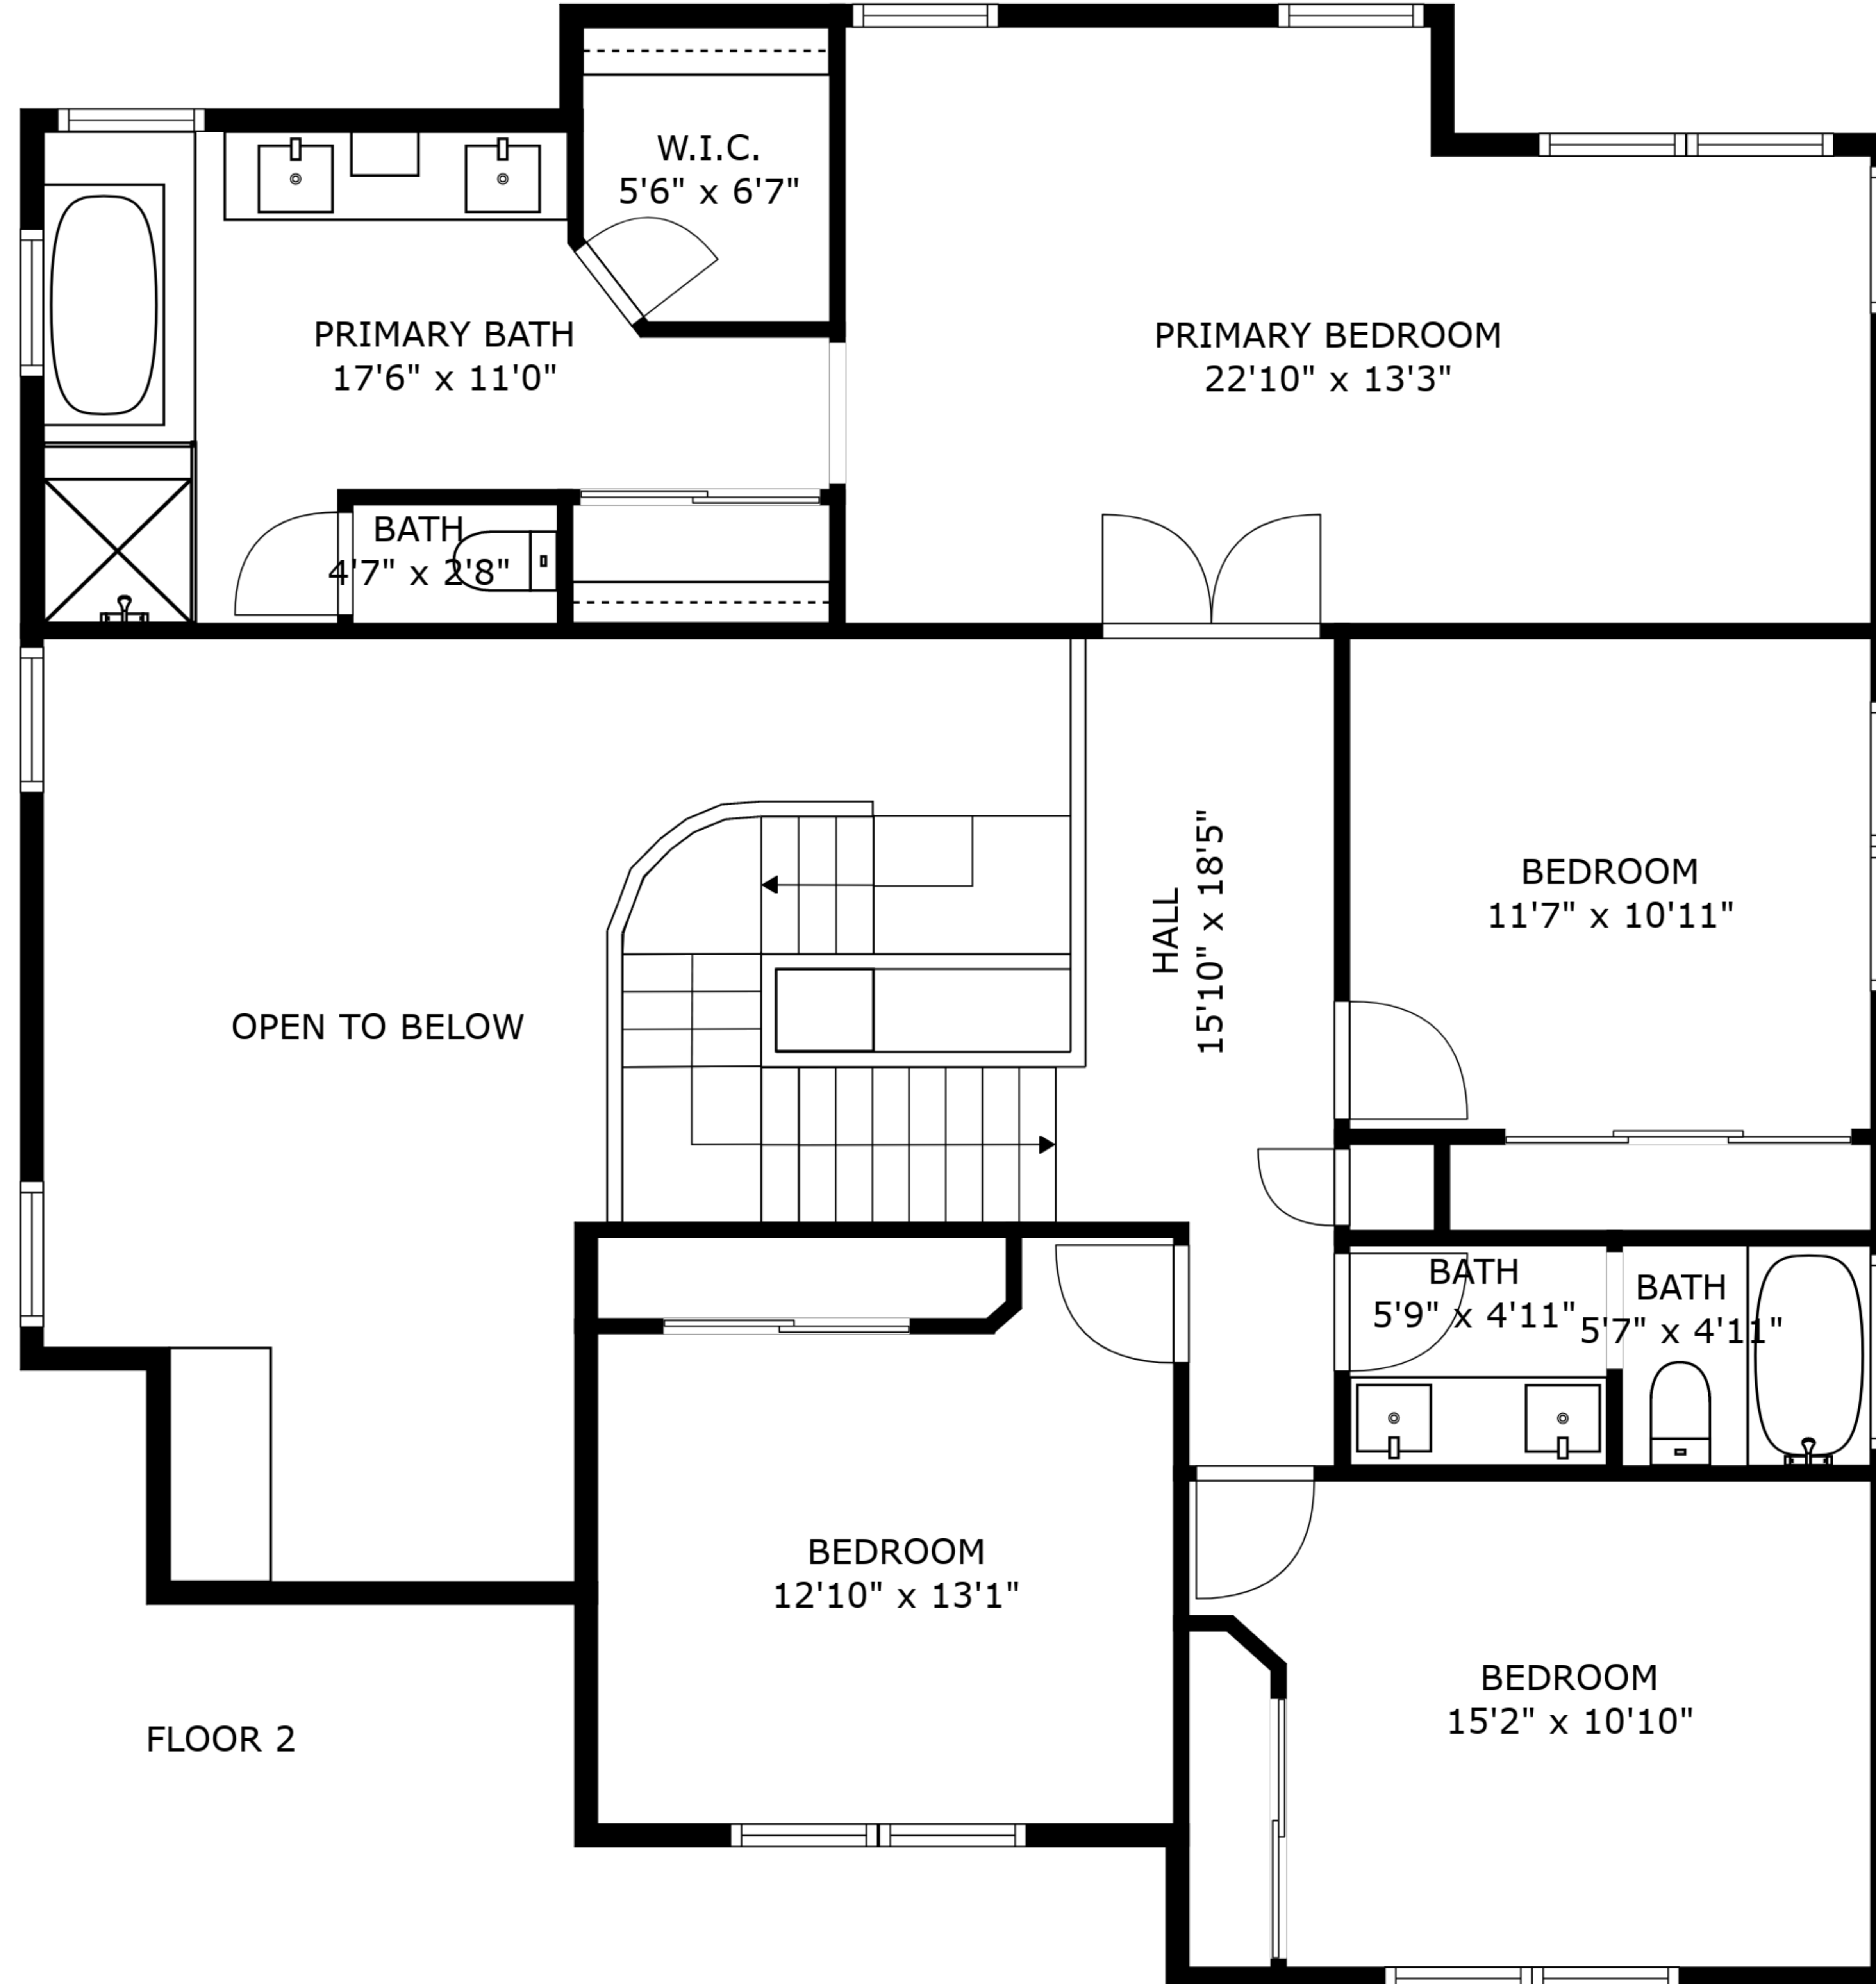 W.I.C.
5'6" x 6'7"
PRIMARY BATH
17'6" x 11'0"
PRIMARY BEDROOM
22'10" x 13'3"
BATH
4'7" x 2'8"
HALL
15'10" x 18'5"
BEDROOM
11'7" x 10'11"
OPEN TO BELOW
BATH
5'9" x 4'11"
BATH
5'7" x 4'11"
BEDROOM
12'10" x 13'1"
BEDROOM
15'2" x 10'10"
FLOOR 2